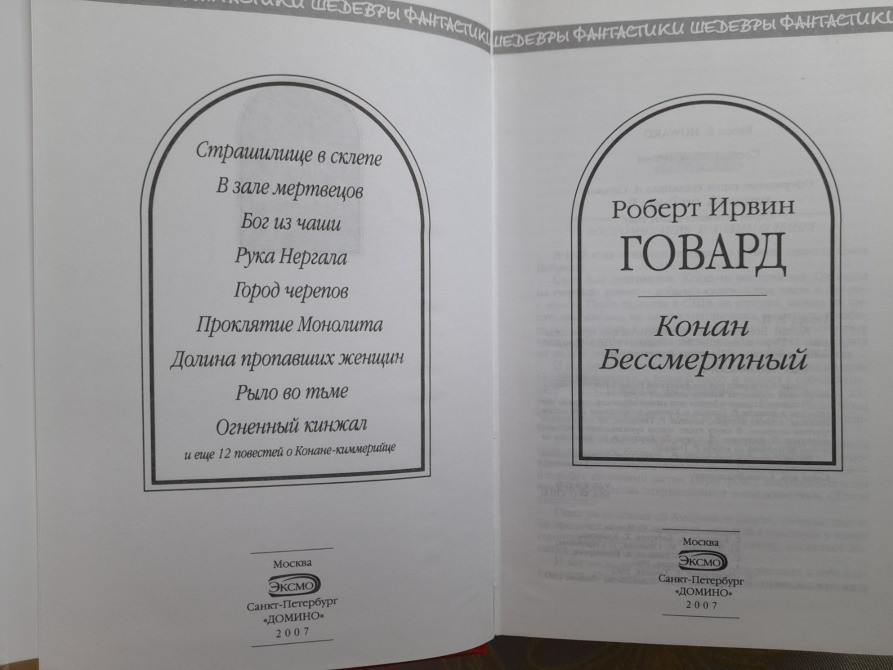 ФАНТАСТИКИ ШЕДЕВРЫ ФАНТАСТИКИ
Страшилище в склепе
В зале мертвецов
Бог из чаши
Рука Нергала
Город черепов
Проклятие Монолита
Долина пропавших женщин
Рыло во тьме
Огненный кинжал
и еще 12 повестей о Конане-киммерийце
Москва
ЭКСМО
Санкт-Петербург
«ДОМИНО»
2007
ШЕДЕВРЫ ФАНТАСТИКИ ШЕДЕВРЫ ФАНТАСТИКИ
Роберт Ирвин
ГОВАРД
Конан
Бессмертный
Москва
ЭКСМО
Санкт-Петербург
«ДОМИНО»
2007